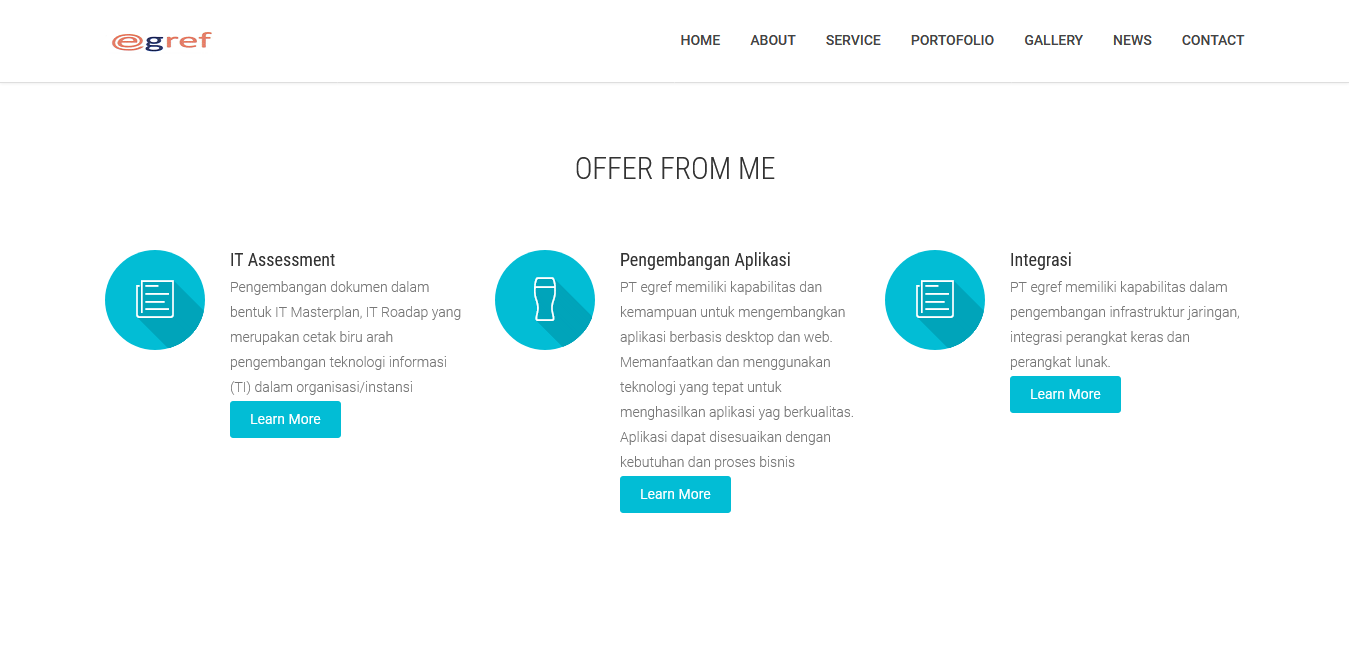 egref
HOME ABOUT SERVICE PORTOFOLIO GALLERY NEWS CONTACT
OFFER FROM ME
IT Assessment
Pengembangan dokumen dalam
bentuk IT Masterplan, IT Roadap yang
merupakan cetak biru arah
pengembangan teknologi informasi
(TI) dalam organisasi/instansi
Learn More
Pengembangan Aplikasi
PT egref memiliki kapabilitas dan
kemampuan untuk mengembangkan
aplikasi berbasis desktop dan web.
Memanfaatkan dan menggunakan
teknologi yang tepat untuk
menghasilkan aplikasi yag berkualitas.
Aplikasi dapat disesuaikan dengan
kebutuhan dan proses bisnis
Learn More
Integrasi
PT egref memiliki kapabilitas dalam
pengembangan infrastruktur jaringan,
integrasi perangkat keras dan
perangkat lunak.
Learn More